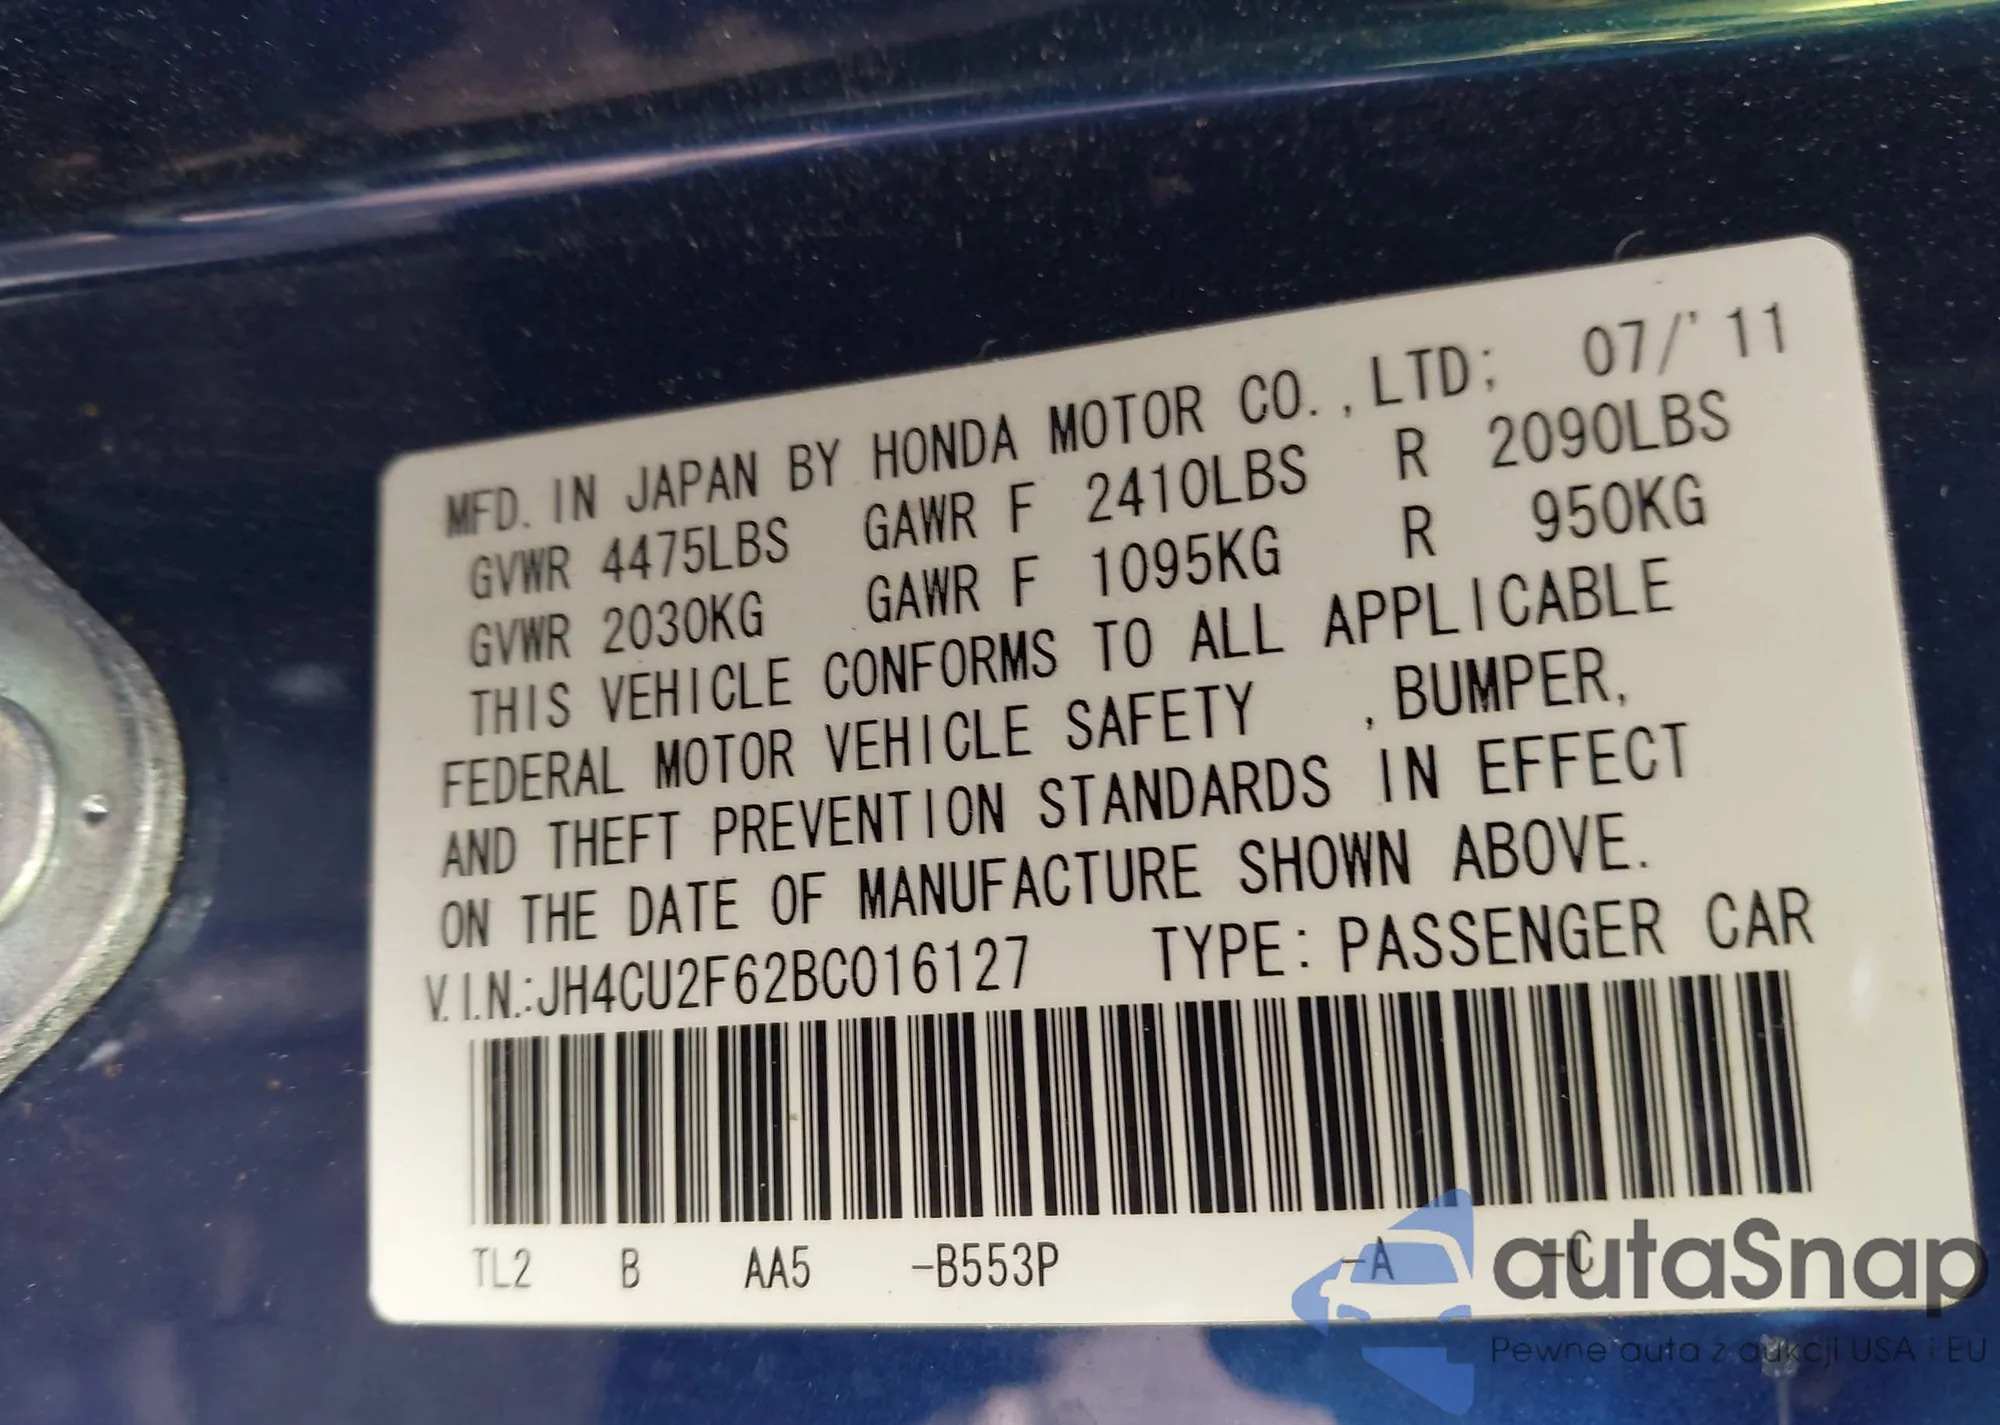 MFD. IN JAPAN BY HONDA MOTOR CO.,LTD; 07/'11
GVWR 4475LBS GAWR F 2410LBS R 2090LBS
GVWR 2030KG GAWR F 1095KG R 950KG
THIS VEHICLE CONFORMS TO ALL APPLICABLE
FEDERAL MOTOR VEHICLE SAFETY ,BUMPER,
AND THEFT PREVENTION STANDARDS IN EFFECT
ON THE DATE OF MANUFACTURE SHOWN ABOVE.
V.I.N.:JH4CU2F62BC016127 TYPE: PASSENGER CAR
TL2 B AA5 -B553P -A -C
autaSnap
Pewne auta z aukcji USA i EU